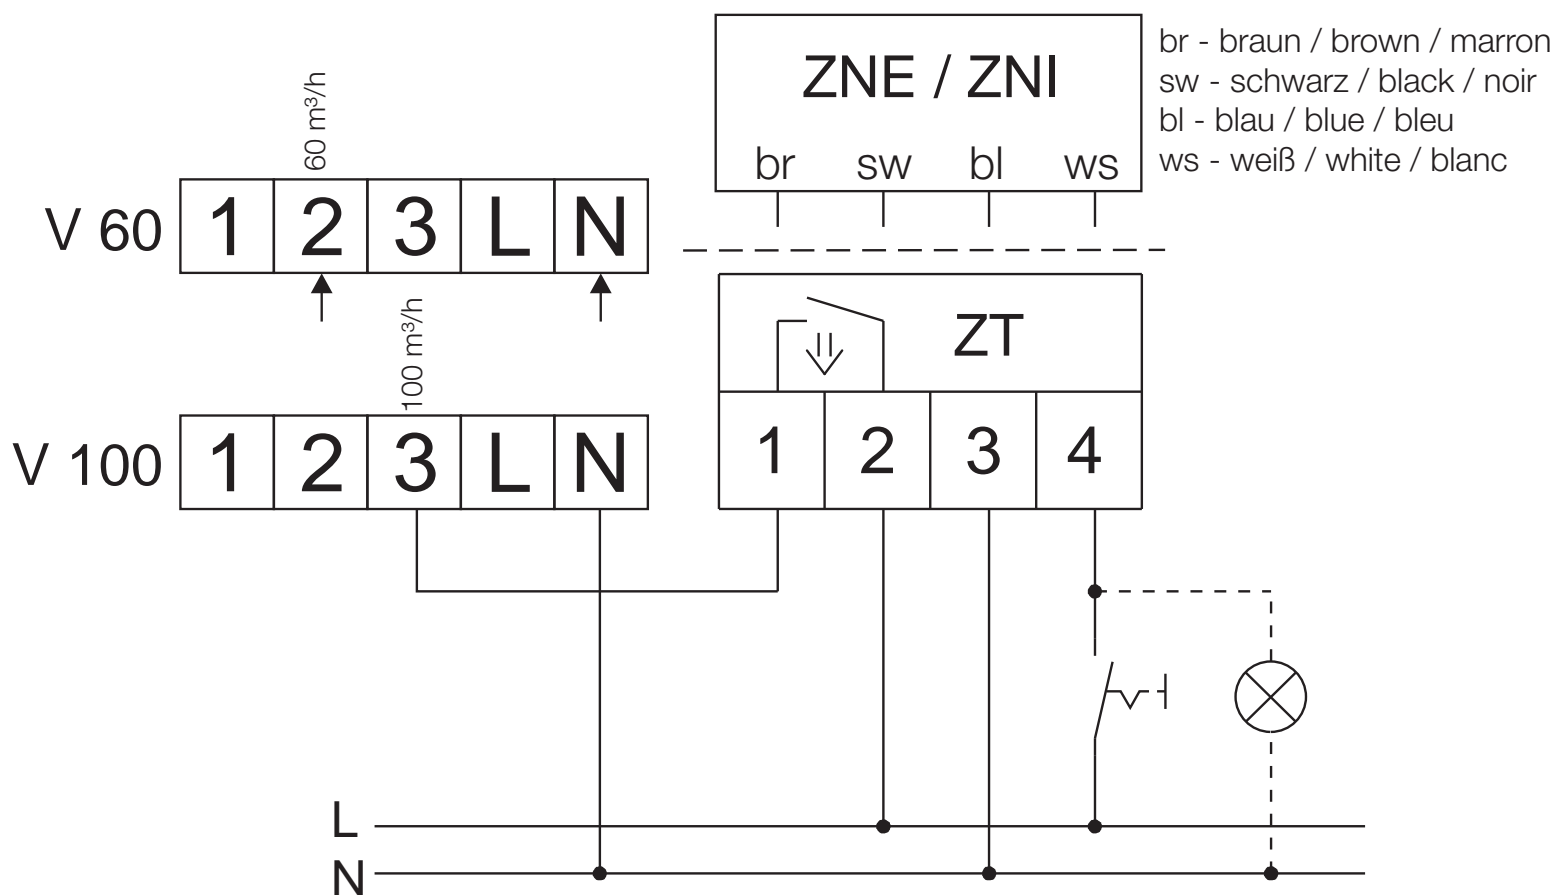 ZNE / ZNI
br sw bl ws
br - braun / brown / marron
sw - schwarz / black / noir
bl - blau / blue / bleu
ws - weiß / white / blanc
60 m³/h
V 60 1 2 3 L N
100 m³/h
V 100 1 2 3 L N
ZT
1 2 3 4
L
N